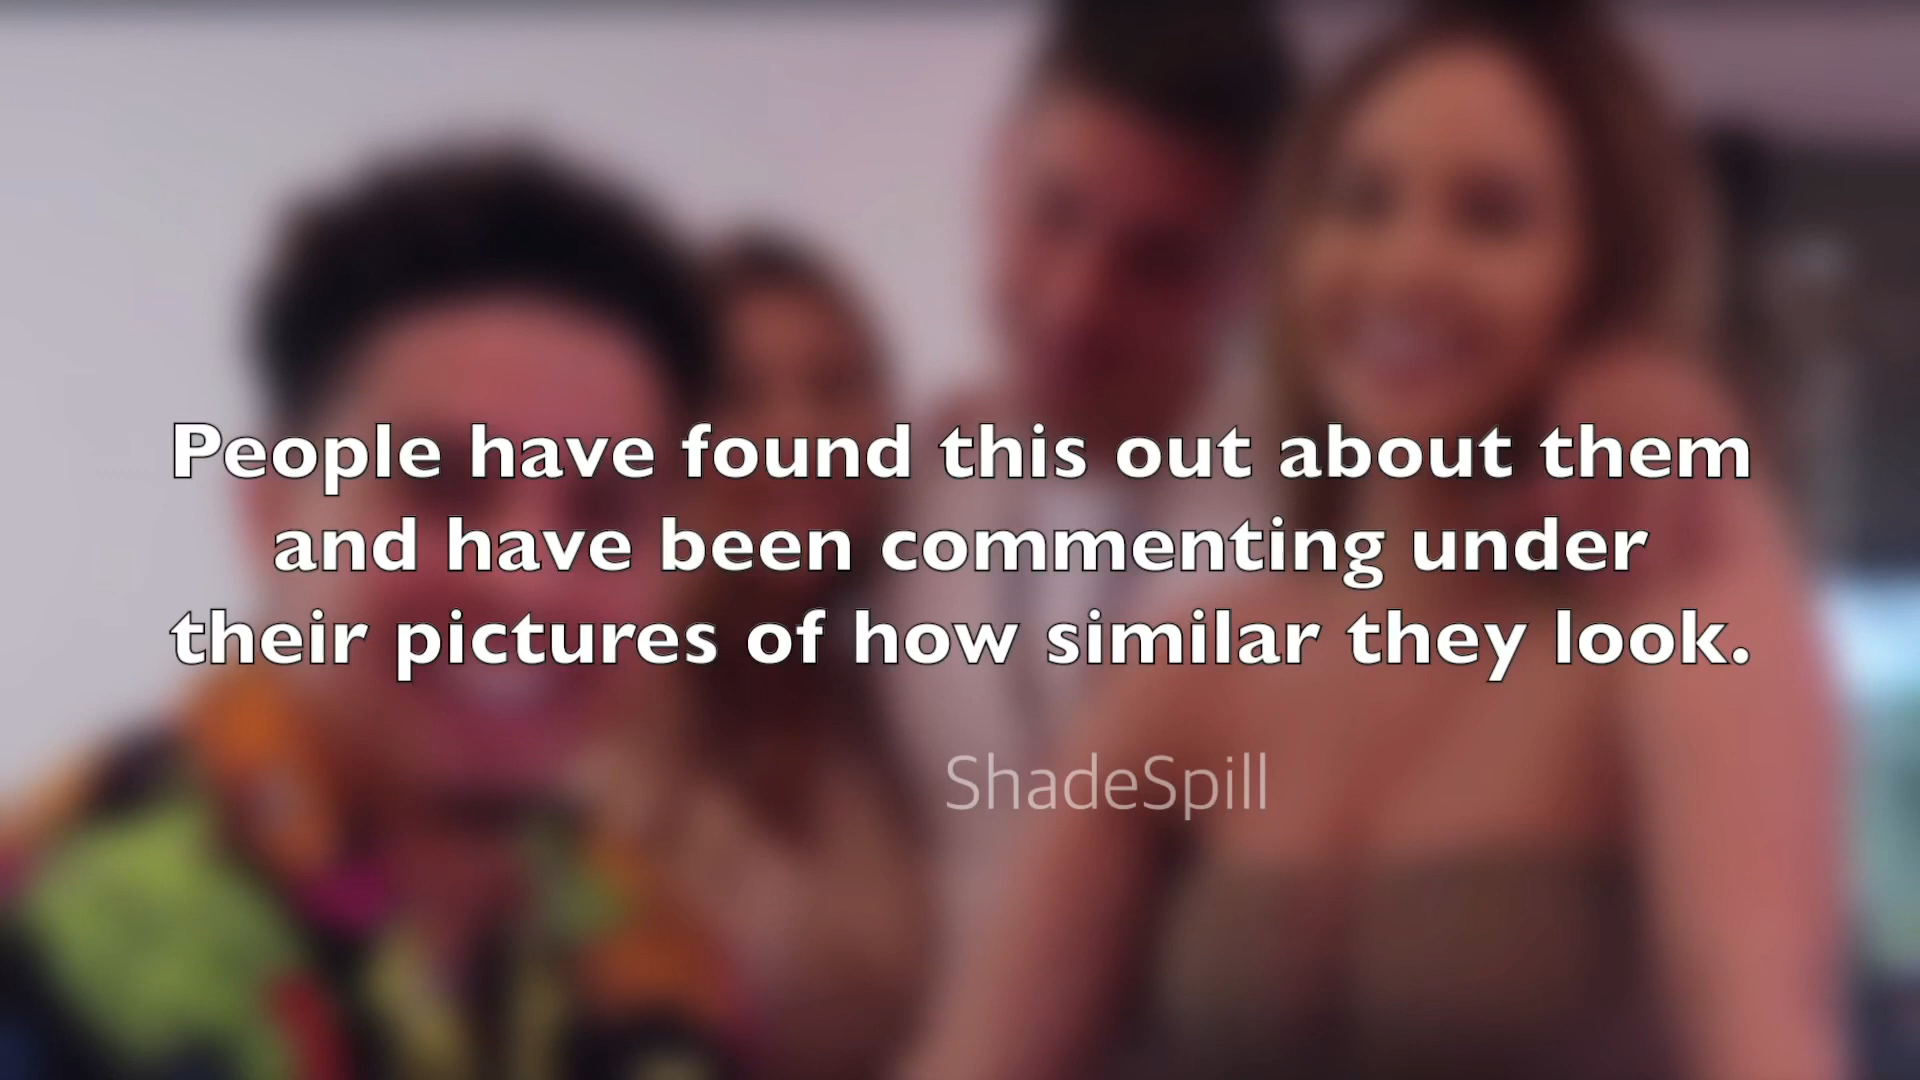 People have found this out about them
and have been commenting under
their pictures of how similar they look.
ShadeSpill